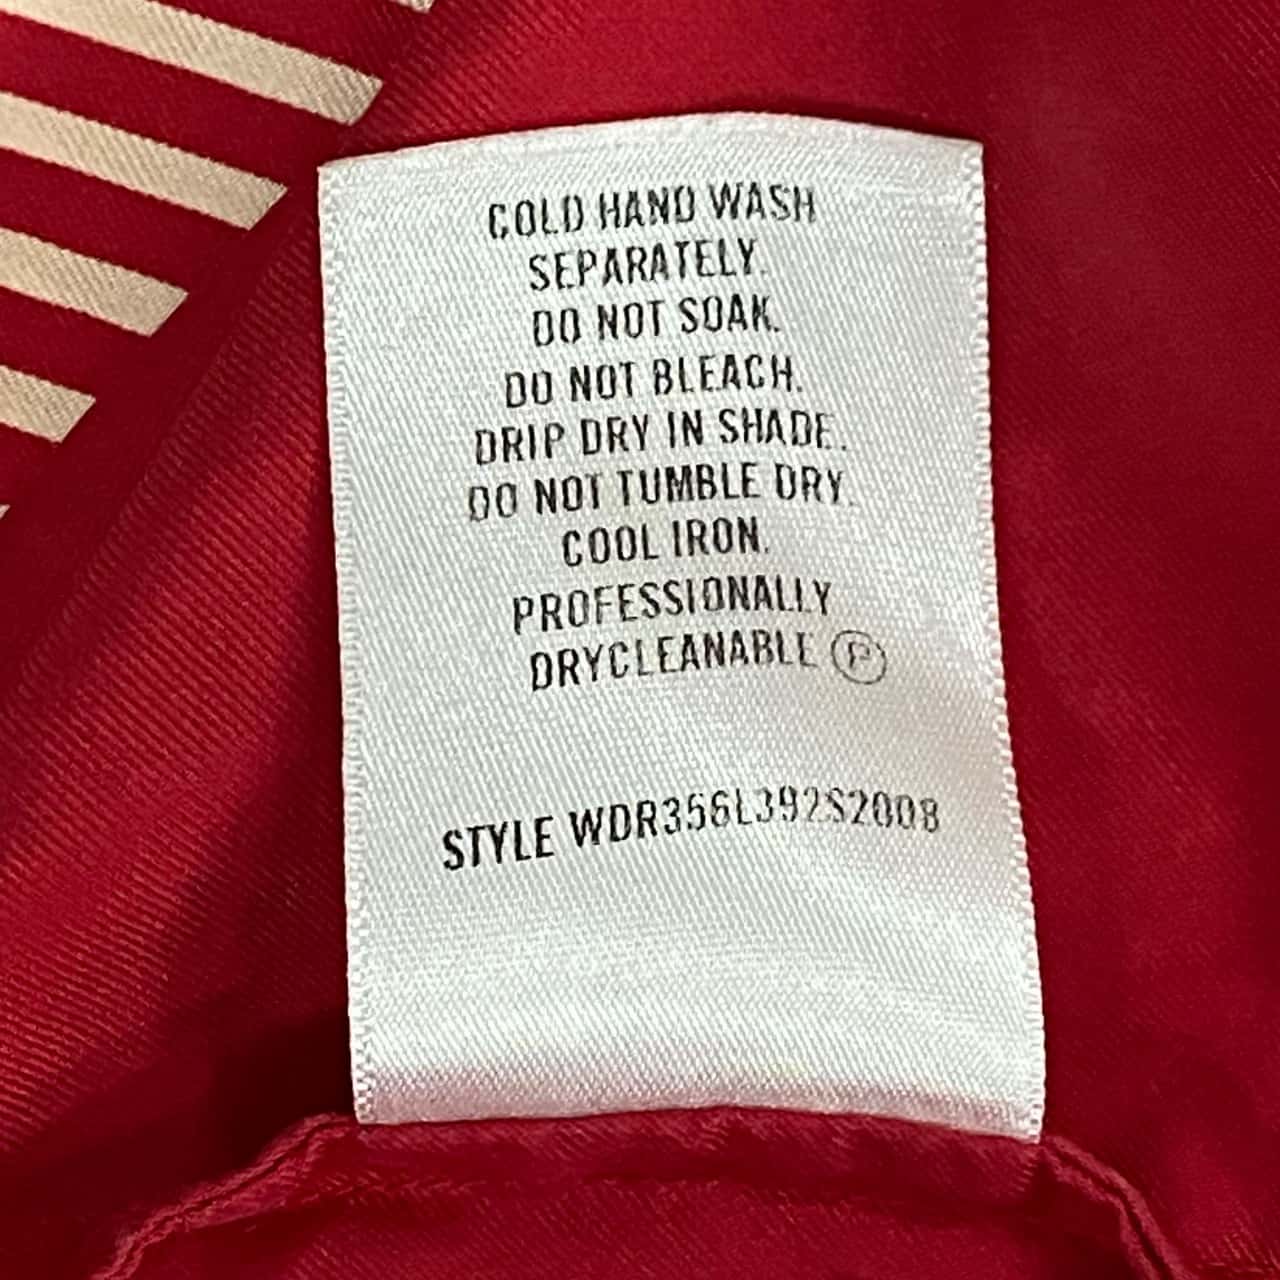 COLD HAND WASH
SEPARATELY.
DO NOT SOAK.
DO NOT BLEACH.
DRIP DRY IN SHADE.
DO NOT TUMBLE DRY.
COOL IRON.
PROFESSIONALLY
DRYCLEANABLE P
STYLE WDR356L392S2008